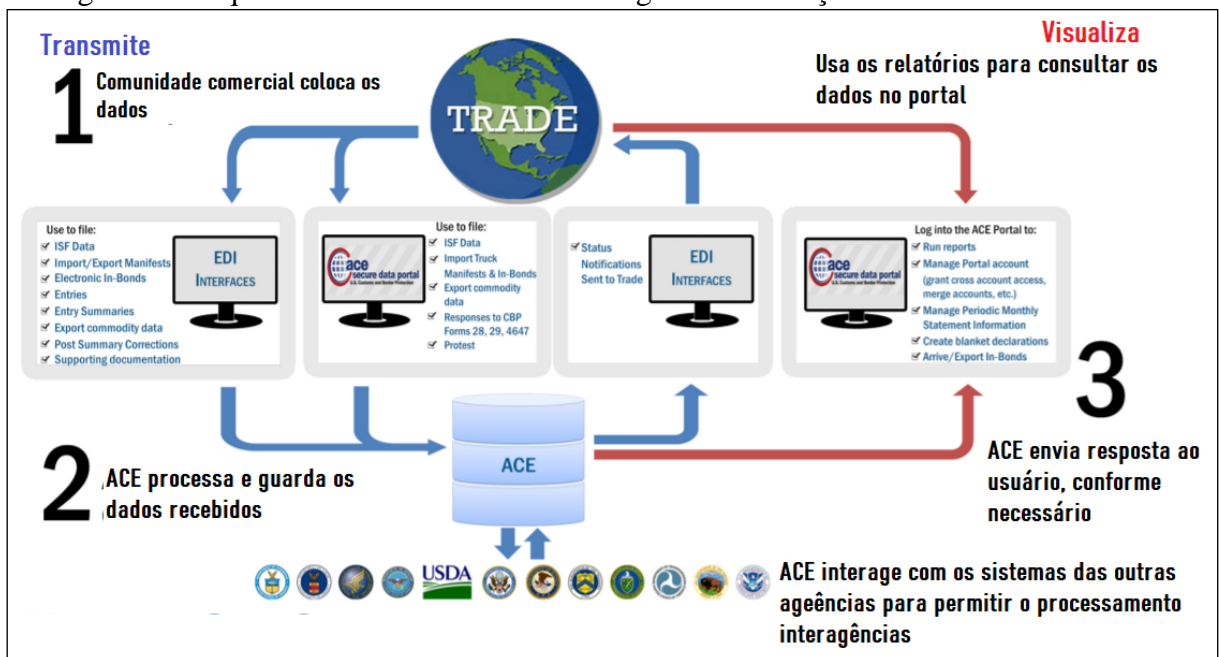 Transmite
1
Comunidade comercial coloca os
dados
TRADE
Visualiza
Usa os relatórios para consultar os
dados no portal
Use to file:
ISF Data
Import/Export Manifests
Electronic In-Bonds
Entries
Entry Summaries
Export commodity data
Post Summary Corrections
Supporting documentation
EDI
INTERFACES
ace
secure data portal
U.S. Customs and Border Protection
Use to file:
ISF Data
Import Truck
Manifests & In-Bonds
Export commodity
data
Responses to CBP
Forms 28, 29, 4647
Protest
Status
Notifications
Sent to Trade
EDI
INTERFACES
ace
secure data portal
U.S. Customs and Border Protection
Log into the ACE Portal to:
Run reports
Manage Portal account
(grant cross account access,
merge accounts, etc.)
Manage Periodic Monthly
Statement Information
Create blanket declarations
Arrive/Export In-Bonds
2
ACE processa e guarda os
dados recebidos
ACE
3
ACE envia resposta ao
usuário, conforme
necessário
USDA
ACE interage com os sistemas das outras
ageências para permitir o processamento
interagências